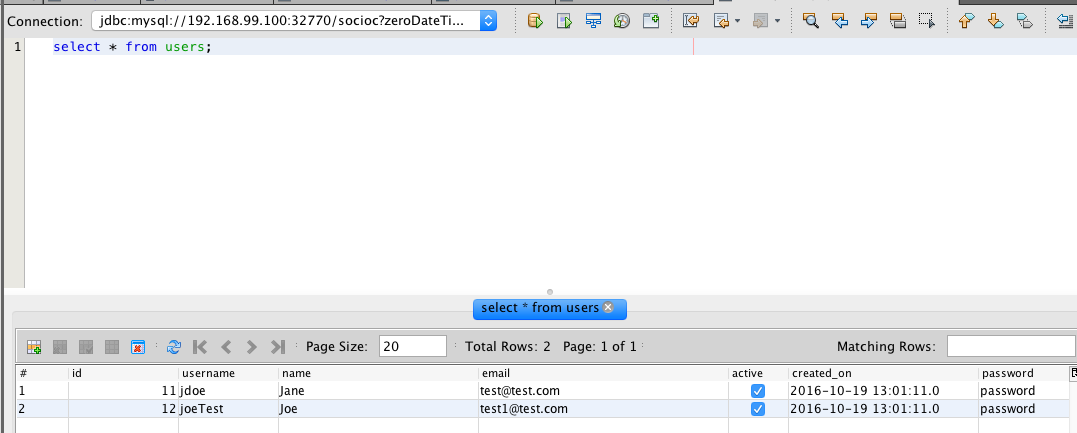 Connection: jdbc:mysql://192.168.99.100:32770/socioc?zeroDateTi...
1 select * from users;
select * from users
Page Size: 20 Total Rows: 2 Page: 1 of 1 Matching Rows:
# id username name email active created_on password
1 11 jdoe Jane test@test.com 2016-10-19 13:01:11.0 password
2 12 joeTest Joe test1@test.com 2016-10-19 13:01:11.0 password